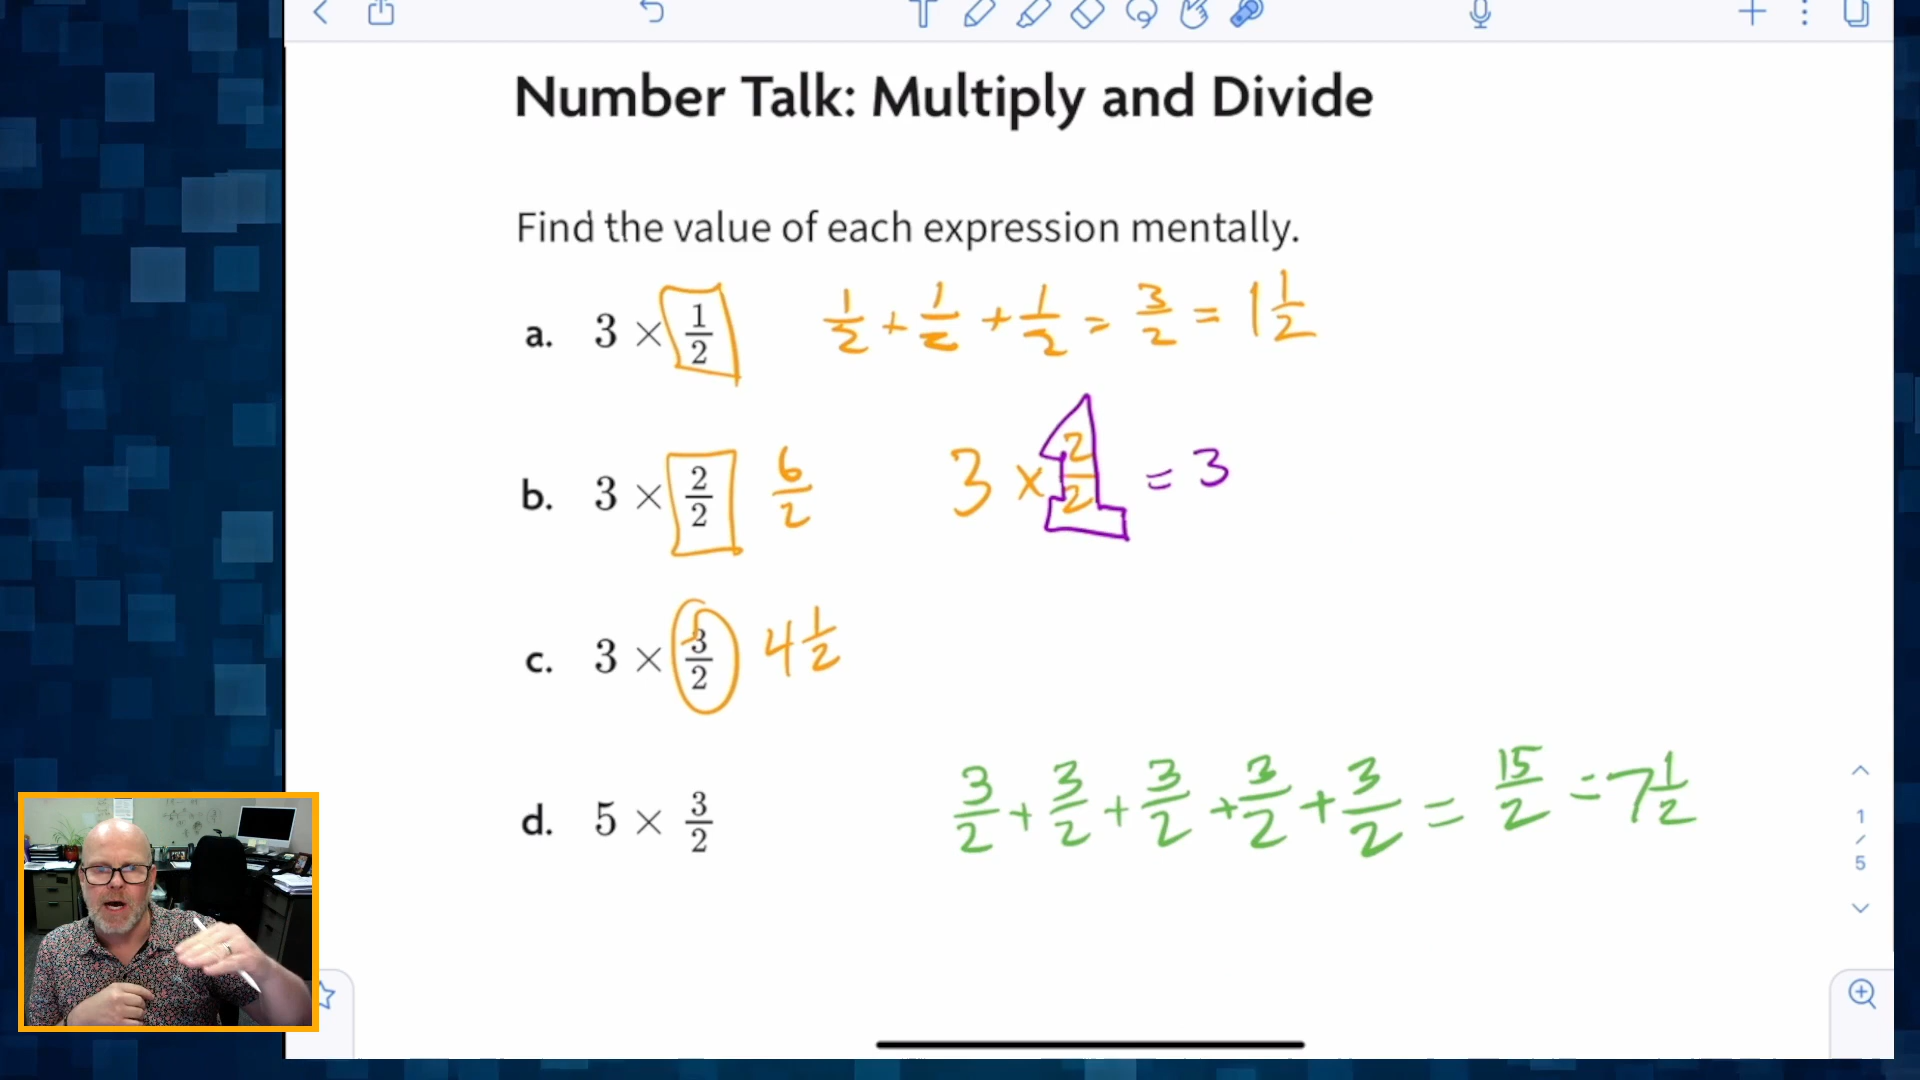 Number Talk: Multiply and Divide
Find the value of each expression mentally.
a. 3 × 1/2 1/2 + 1/2 + 1/2 = 3/2 = 1 1/2
b. 3 × 2/2 6/2 3 × 2/2 = 3
c. 3 × 3/2 4 1/2
d. 5 × 3/2 3/2 + 3/2 + 3/2 + 3/2 + 3/2 = 15/2 = 7 1/2
1 / 5